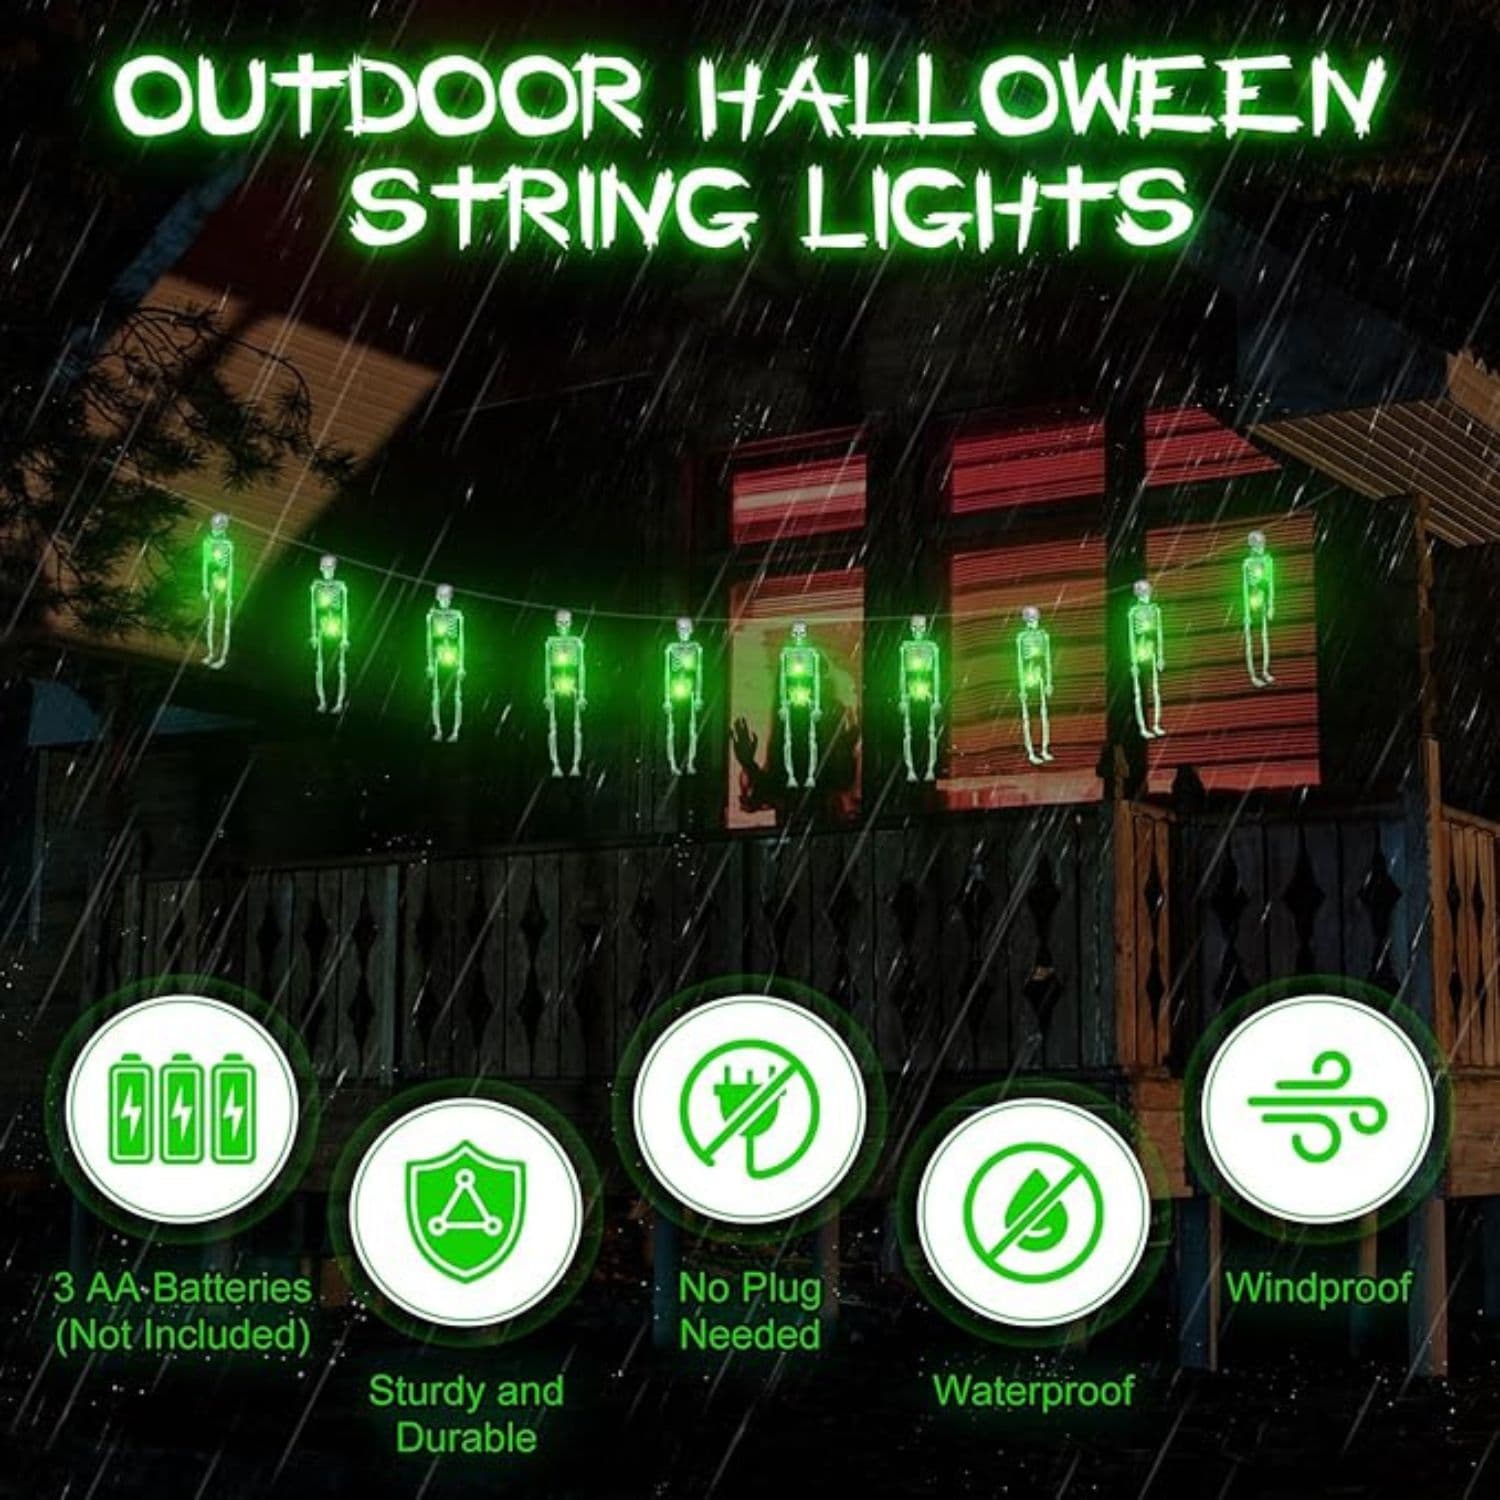 OUTDOOR HALLOWEEN
STRING LIGHTS
3 AA Batteries
(Not Included)
Sturdy and
Durable
No Plug
Needed
Waterproof
Windproof